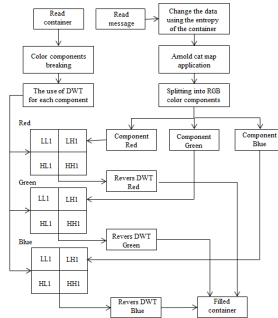 Read
container
Read
message
Change the data
using the entropy
of the container
Color components
breaking
Arnold cat map
application
The use of DWT
for each component
Splitting into RGB
color components
Red
LL1 LH1
HL1 HH1
Component
Red
Component
Green
Component
Blue
Revers DWT
Red
Green
LL1 LH1
HL1 HH1
Revers DWT
Green
Blue
LL1 LH1
HL1 HH1
Revers DWT
Blue
Filled
container